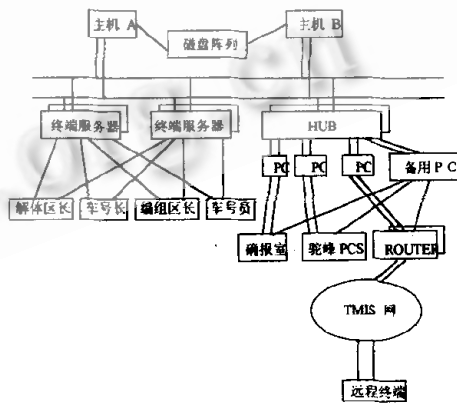 主机 A
主机 B
磁盘阵列
终端服务器
终端服务器
HUB
PC
PC
PC
备用 P C
解体区长
车号长
编组区长
车号员
确报室
驼峰 PCS
ROUTER
TMIS 网
远程终端